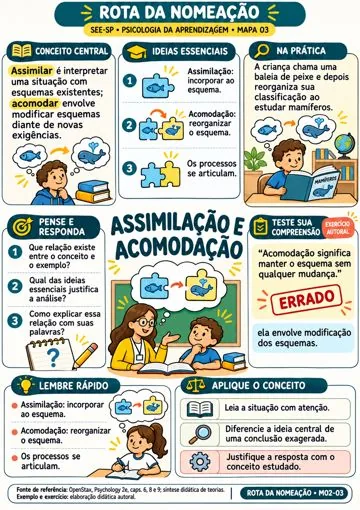 ROTA DA NOMEAÇÃO
SEE-SP • PSICOLOGIA DA APRENDIZAGEM • MAPA 03
CONCEITO CENTRAL
Assimilar é interpretar
uma situação com
esquemas existentes;
acomodar envolve
modificar esquemas
diante de novas
exigências.
IDEIAS ESSENCIAIS
1
Assimilação:
incorporar ao
esquema.
2
Acomodação:
reorganizar
o esquema.
3
Os processos
se articulam.
NA PRÁTICA
A criança chama uma
baleia de peixe e depois
reorganiza sua
classificação ao
estudar mamíferos.
MAMÍFEROS
PENSE E
RESPONDA
1
Que relação existe
entre o conceito e
o exemplo?
2
Qual das ideias
essenciais justifica
a análise?
3
Como explicar essa
relação com suas
palavras?
?
ASSIMILAÇÃO E
ACOMODAÇÃO
TESTE SUA
COMPREENSÃO
EXERCÍCIO
AUTORAL
“Acomodação significa
manter o esquema sem
qualquer mudança.”
ERRADO
ela envolve modificação
dos esquemas.
LEMBRE RÁPIDO
Assimilação: incorporar
ao esquema.
Acomodação: reorganizar
o esquema.
Os processos se
articulam.
APLIQUE O CONCEITO
Leia a situação com atenção.
Diferencie a ideia central de
uma conclusão exagerada.
Justifique a resposta com o
conceito estudado.
Fonte de referência: OpenStax, Psychology 2e, caps. 6, 8 e 9; síntese didática de teorias.
Exemplo e exercício: elaboração didática autoral.
ROTA DA NOMEAÇÃO • M02-03